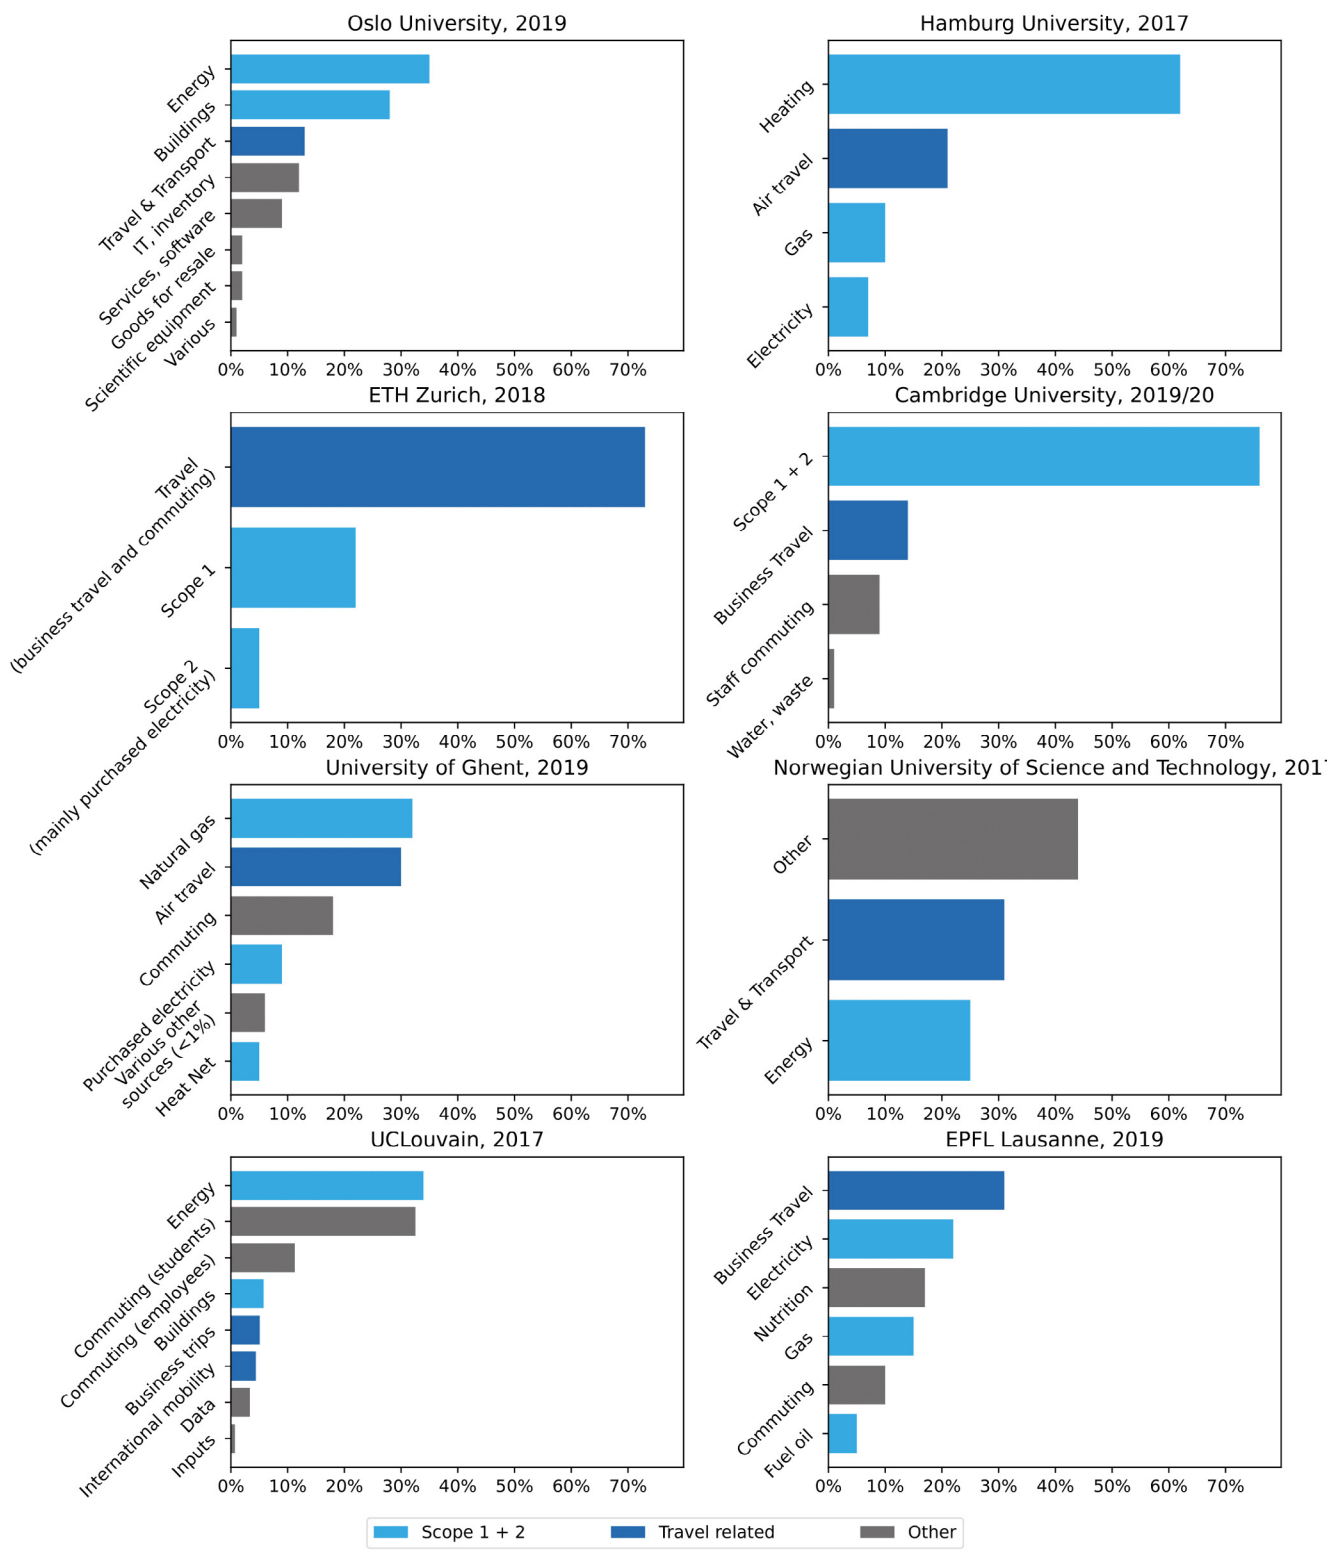 Oslo University, 2019
Energy
Buildings
Travel & Transport
IT, inventory
Services, software
Goods for resale
Scientific equipment
Various
0% 10% 20% 30% 40% 50% 60% 70%
Hamburg University, 2017
Heating
Air travel
Gas
Electricity
0% 10% 20% 30% 40% 50% 60% 70%
ETH Zurich, 2018
Travel
(business travel and commuting)
Scope 1
Scope 2
(mainly purchased electricity)
0% 10% 20% 30% 40% 50% 60% 70%
Cambridge University, 2019/20
Scope 1 + 2
Business Travel
Staff commuting
Water, waste
0% 10% 20% 30% 40% 50% 60% 70%
University of Ghent, 2019
Natural gas
Air travel
Commuting
Purchased electricity
Various other
sources (<1%)
Heat Net
0% 10% 20% 30% 40% 50% 60% 70%
Norwegian University of Science and Technology, 2017
Other
Travel & Transport
Energy
0% 10% 20% 30% 40% 50% 60% 70%
UCLouvain, 2017
Energy
Commuting (students)
Commuting (employees)
Buildings
Business trips
International mobility
Data
Inputs
0% 10% 20% 30% 40% 50% 60% 70%
EPFL Lausanne, 2019
Business Travel
Electricity
Nutrition
Gas
Commuting
Fuel oil
0% 10% 20% 30% 40% 50% 60% 70%
Scope 1 + 2
Travel related
Other